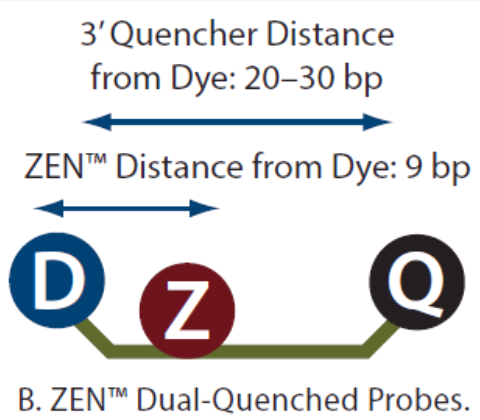 3’ Quencher Distance
from Dye: 20–30 bp
ZEN™ Distance from Dye: 9 bp
D
Z
Q
B. ZEN™ Dual-Quenched Probes.